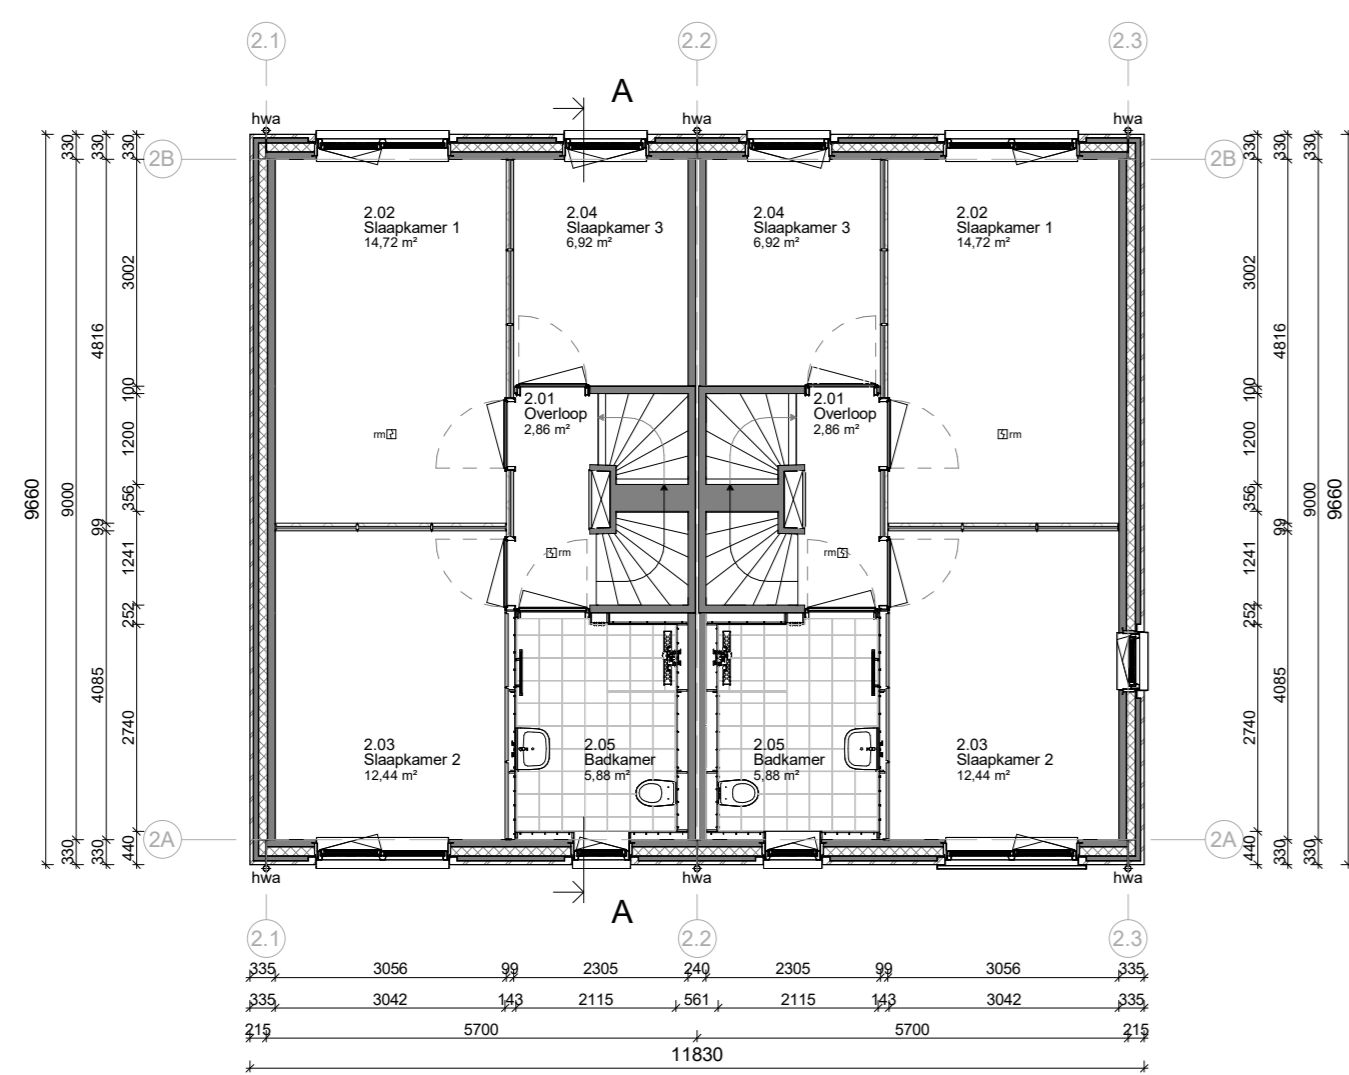 2.1
2.2
2.3
A
hwa
hwa
hwa
2B
2B
330
330
330
330
330
330
2.02
Slaapkamer 1
14,72 m²
2.04
Slaapkamer 3
6,92 m²
2.04
Slaapkamer 3
6,92 m²
2.02
Slaapkamer 1
14,72 m²
3002
3002
4816
4816
100
100
2.01
Overloop
2,86 m²
2.01
Overloop
2,86 m²
rm
rm
1200
1200
9660
9000
356
356
9000
9660
99
99
1241
1241
rm
rm
252
252
4085
4085
2740
2740
2.03
Slaapkamer 2
12,44 m²
2.05
Badkamer
5,88 m²
2.05
Badkamer
5,88 m²
2.03
Slaapkamer 2
12,44 m²
2A
2A
330
330
440
440
330
330
hwa
hwa
hwa
A
2.1
2.2
2.3
335 3056 99 2305 240 2305 99 3056 335
335 3042 143 2115 561 2115 143 3042 335
215 5700 5700 215
11830